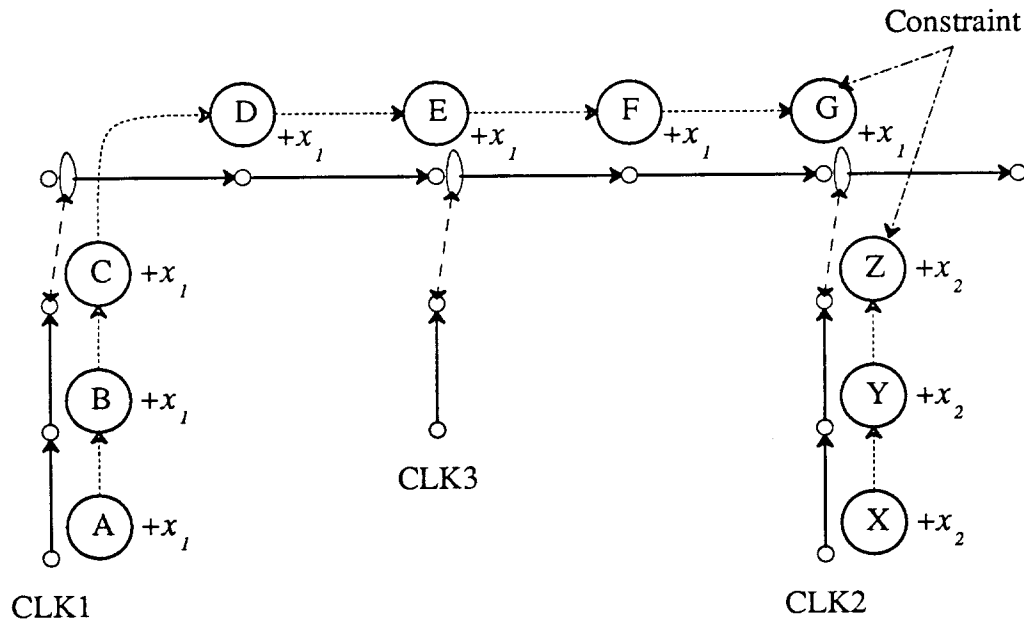 Constraint
D E F G
+x₁ +x₁ +x₁ +x₁
C +x₁ Z +x₂
B +x₁ Y +x₂
CLK3
A +x₁ X +x₂
CLK1 CLK2